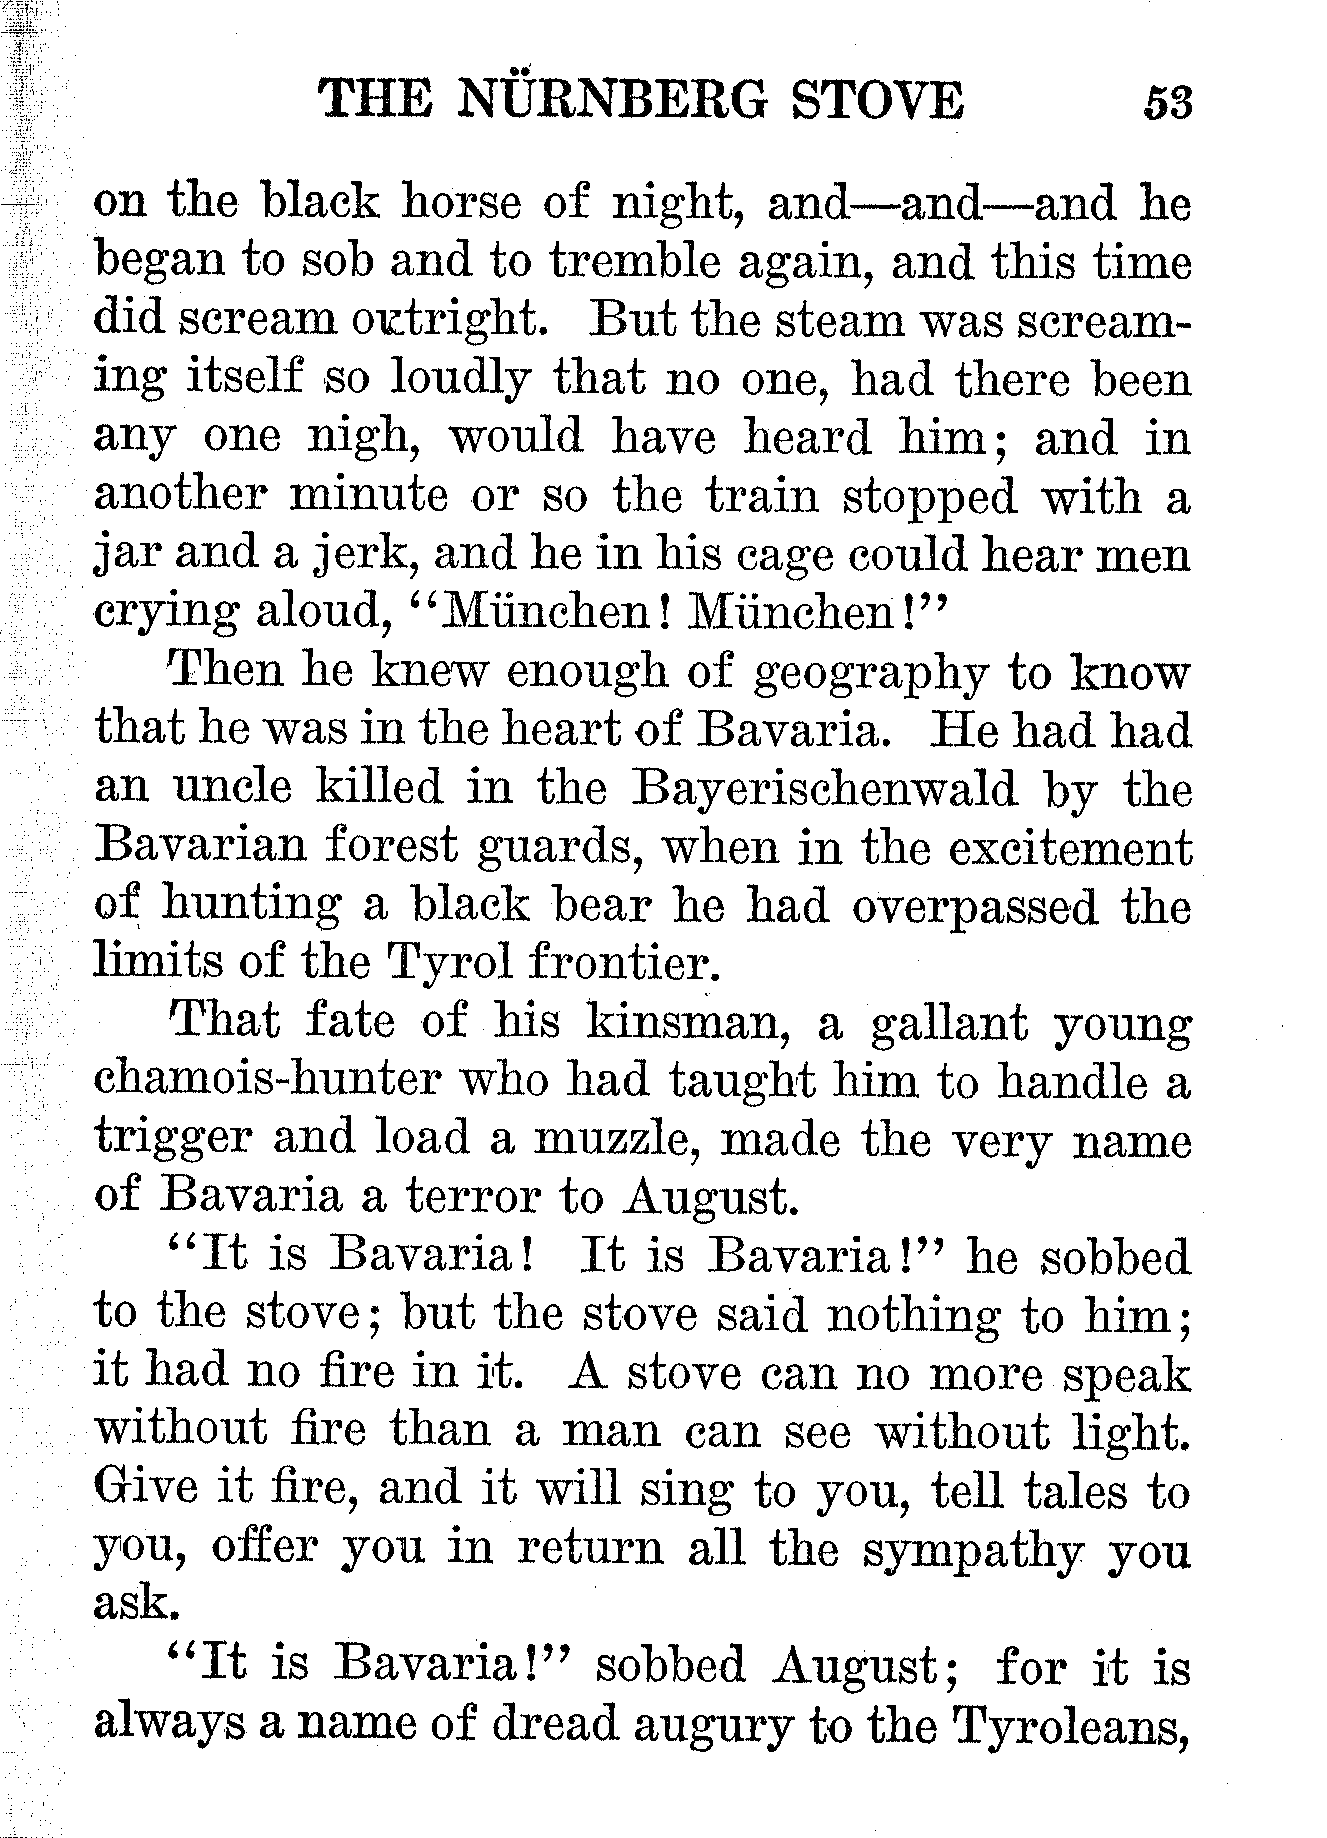 THE NÜRNBERG STOVE 53
on the black horse of night, and—and—and he
began to sob and to tremble again, and this time
did scream outright. But the steam was scream-
ing itself so loudly that no one, had there been
any one nigh, would have heard him; and in
another minute or so the train stopped with a
jar and a jerk, and he in his cage could hear men
crying aloud, “München! München!”
Then he knew enough of geography to know
that he was in the heart of Bavaria. He had had
an uncle killed in the Bayerischenwald by the
Bavarian forest guards, when in the excitement
of hunting a black bear he had overpassed the
limits of the Tyrol frontier.
That fate of his kinsman, a gallant young
chamois-hunter who had taught him to handle a
trigger and load a muzzle, made the very name
of Bavaria a terror to August.
“It is Bavaria! It is Bavaria!” he sobbed
to the stove; but the stove said nothing to him;
it had no fire in it. A stove can no more speak
without fire than a man can see without light.
Give it fire, and it will sing to you, tell tales to
you, offer you in return all the sympathy you
ask.
“It is Bavaria!” sobbed August; for it is
always a name of dread augury to the Tyroleans,